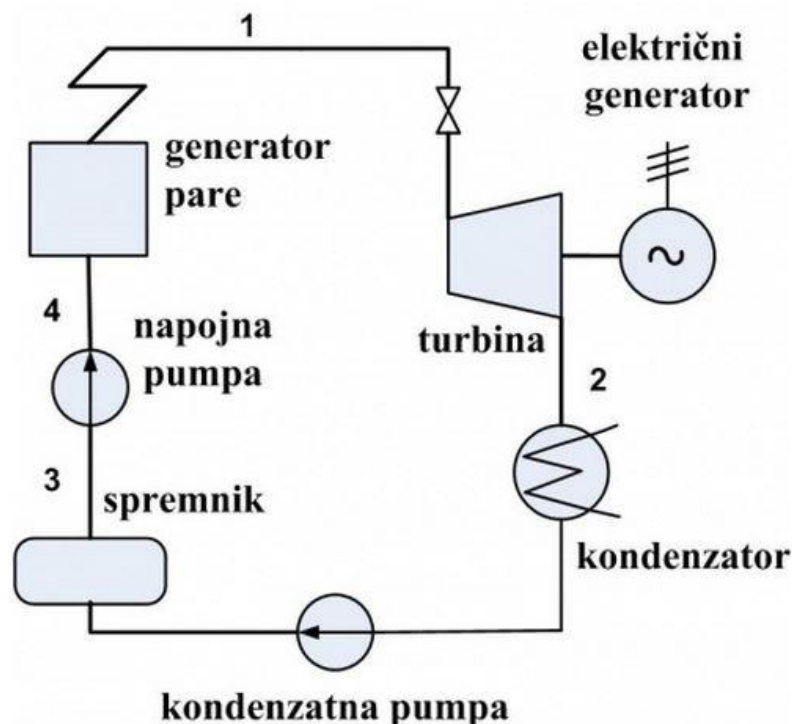 1
električni
generator
generator
pare
4
napojna
pumpa
turbina
2
3
spremnik
kondenzator
kondenzatna pumpa